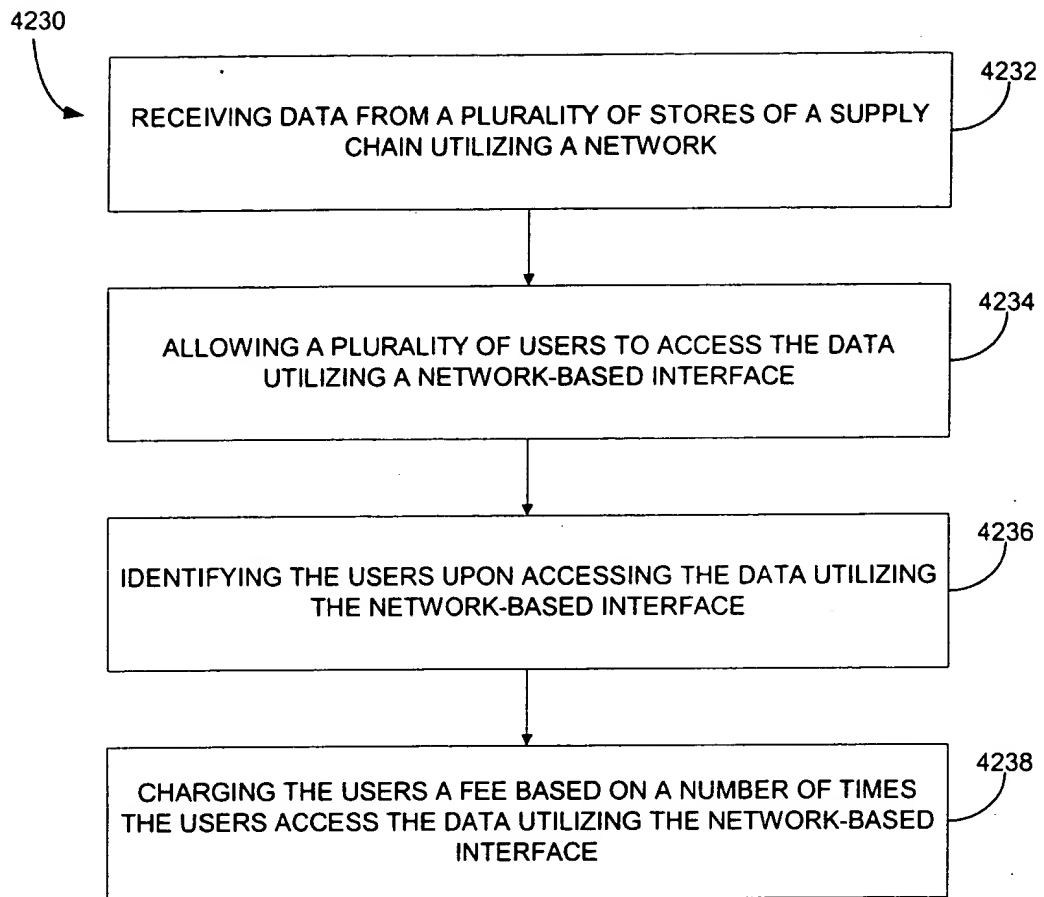 4230
4232
RECEIVING DATA FROM A PLURALITY OF STORES OF A SUPPLY
CHAIN UTILIZING A NETWORK
4234
ALLOWING A PLURALITY OF USERS TO ACCESS THE DATA
UTILIZING A NETWORK-BASED INTERFACE
4236
IDENTIFYING THE USERS UPON ACCESSING THE DATA UTILIZING
THE NETWORK-BASED INTERFACE
4238
CHARGING THE USERS A FEE BASED ON A NUMBER OF TIMES
THE USERS ACCESS THE DATA UTILIZING THE NETWORK-BASED
INTERFACE